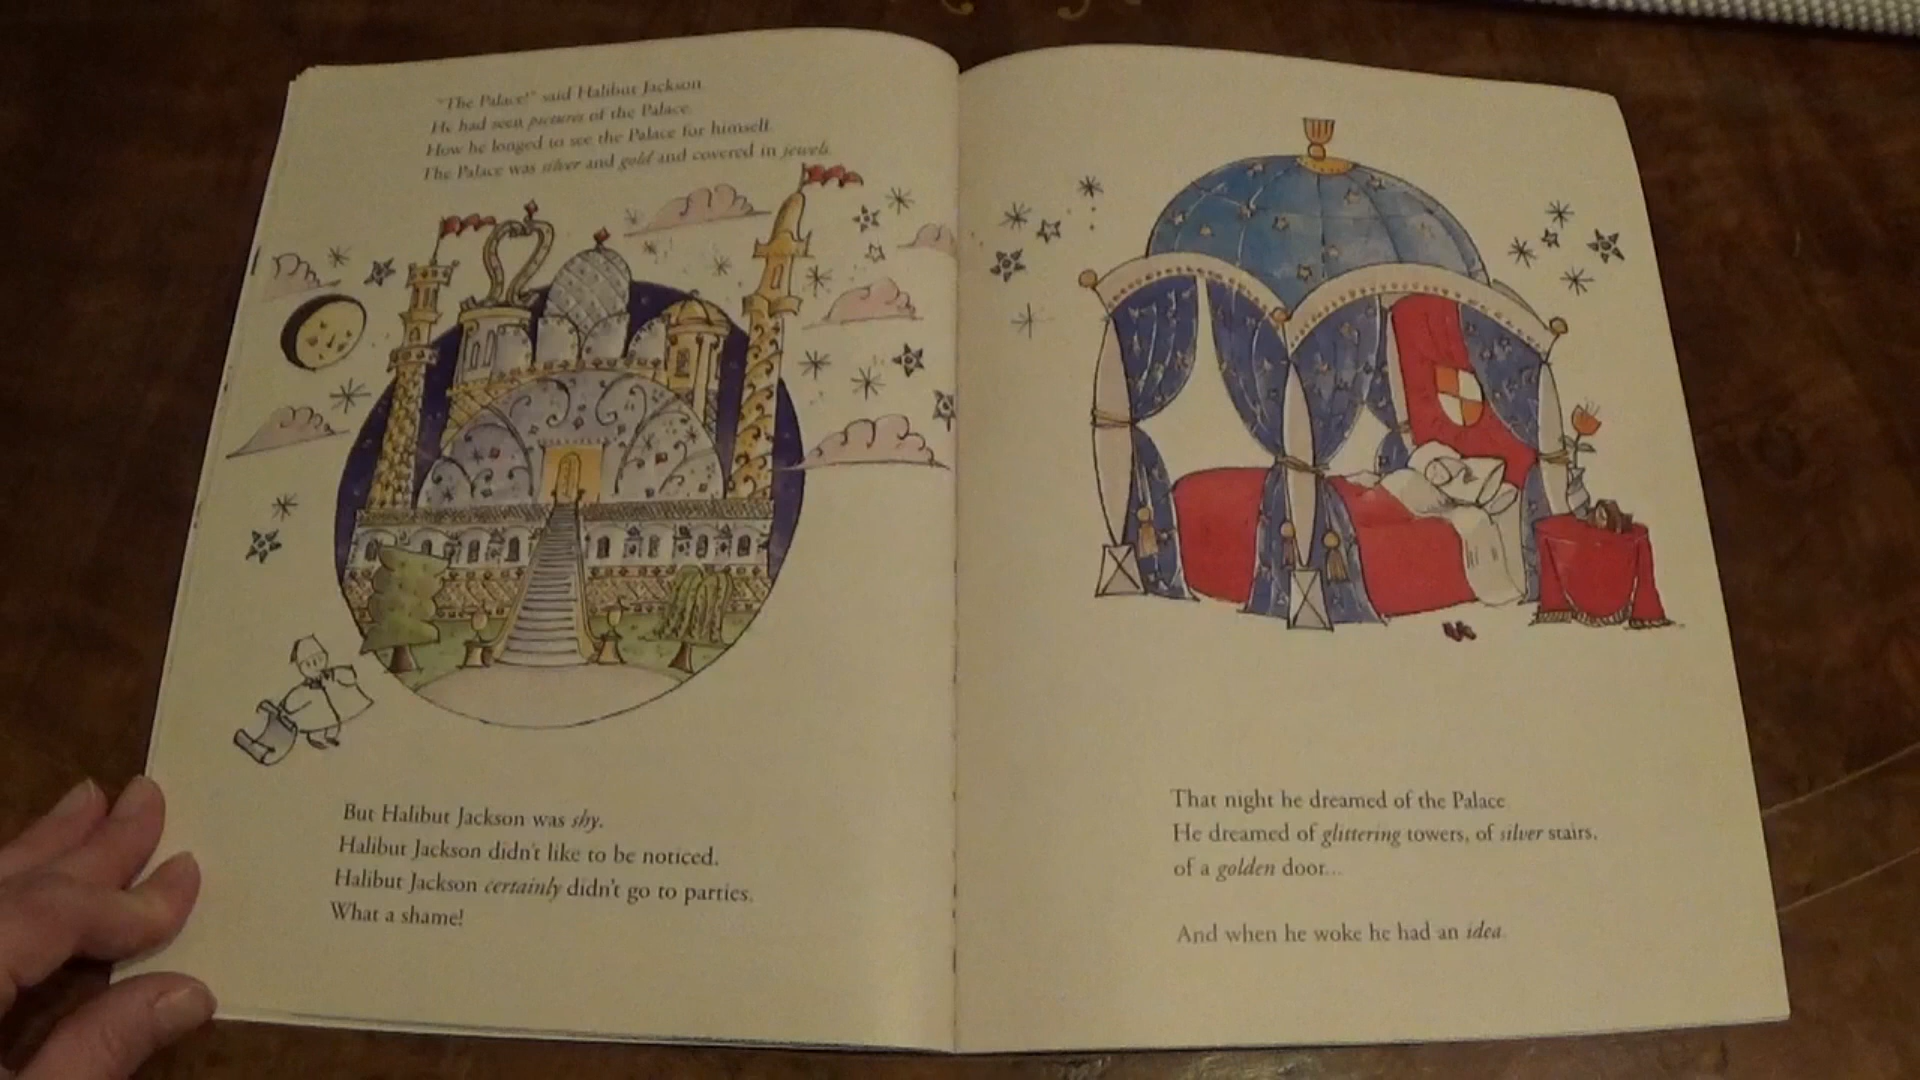 "The Palace!" said Halibut Jackson.
He had seen pictures of the Palace.
How he longed to see the Palace for himself.
The Palace was silver and gold and covered in jewels.
But Halibut Jackson was shy.
Halibut Jackson didn't like to be noticed.
Halibut Jackson certainly didn't go to parties.
What a shame!
That night he dreamed of the Palace.
He dreamed of glittering towers, of silver stairs,
of a golden door...
And when he woke he had an idea.